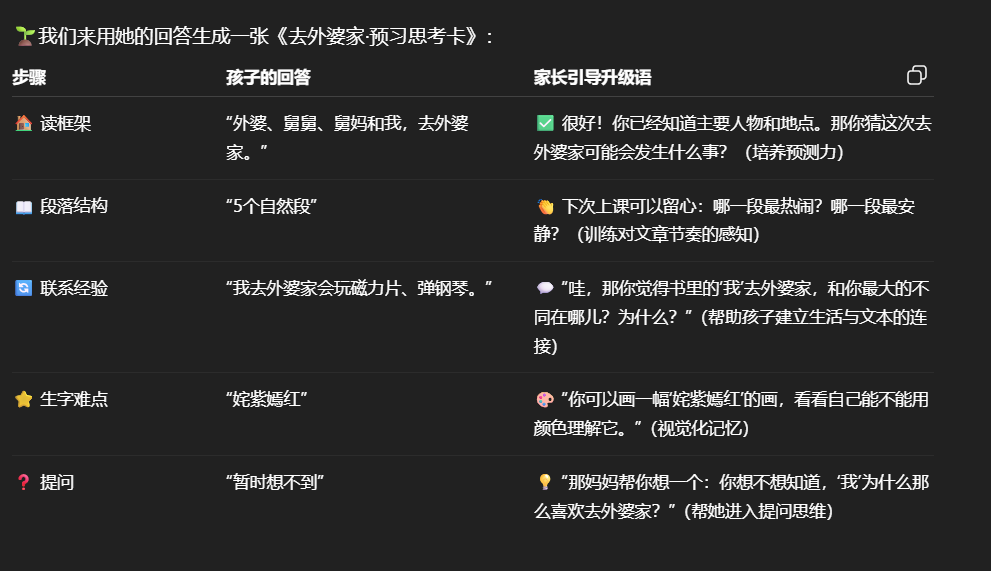 🌱我们来用她的回答生成一张《去外婆家·预习思考卡》：
步骤 孩子的回答 家长引导升级语
🏠 读框架 “外婆、舅舅、舅妈和我，去外婆 ✅ 很好！你已经知道主要人物和地点。那你猜这次去
家。” 外婆家可能会发生什么事？（培养预测力）
📖 段落结构 “5个自然段” 👏 下次上课可以留心：哪一段最热闹？哪一段最安
静？（训练对文章节奏的感知）
🔄 联系经验 “我去外婆家会玩磁力片、弹钢琴。” 💬 “哇，那你觉得书里的‘我’去外婆家，和你最大的不
同在哪儿？为什么？”（帮助孩子建立生活与文本的连
接）
⭐ 生字难点 “姹紫嫣红” 🎨 “你可以画一幅‘姹紫嫣红’的画，看看自己能不能用
颜色理解它。”（视觉化记忆）
❓ 提问 “暂时想不到” 💡 “那妈妈帮你想一个：你想不想知道，‘我’为什么那
么喜欢去外婆家？”（帮她进入提问思维）